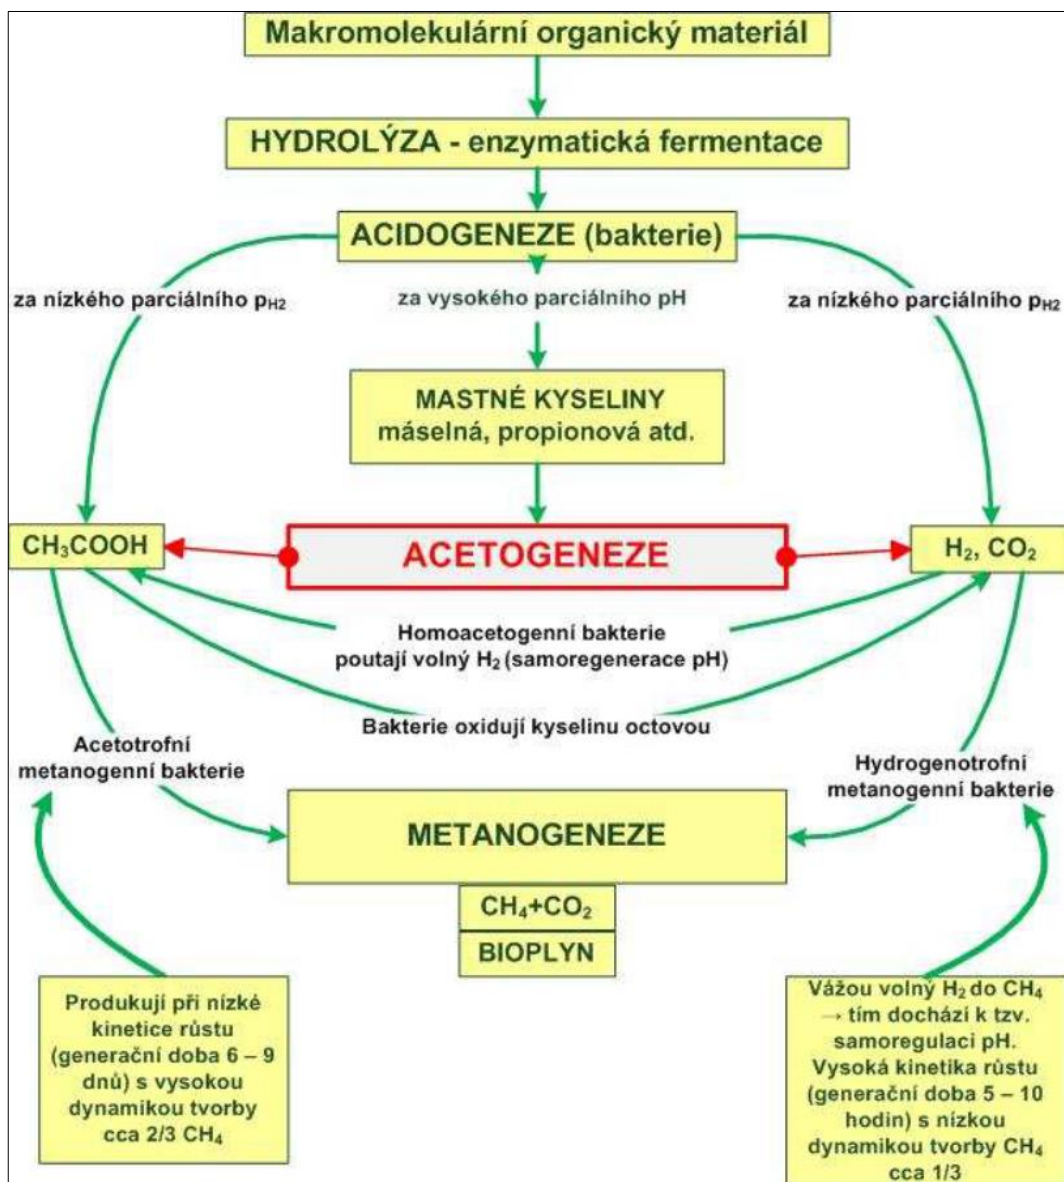 Makromolekulární organický materiál
HYDROLÝZA - enzymatická fermentace
ACIDOGENEZE (bakterie)
za nízkého parciálního pH2
za vysokého parciálního pH
za nízkého parciálního pH2
MASTNÉ KYSELINY
máselná, propionová atd.
CH3COOH
ACETOGENEZE
H2, CO2
Homoacetogenní bakterie
poutají volný H2 (samoregenerace pH)
Bakterie oxidují kyselinu octovou
Acetotrofní
metanogenní bakterie
Hydrogenotrofní
metanogenní bakterie
METANOGENEZE
CH4+CO2
BIOPLYN
Produkují při nízké
kinetice růstu
(generační doba 6 – 9
dnů) s vysokou
dynamikou tvorby
cca 2/3 CH4
Vážou volný H2 do CH4
→ tím dochází k tzv.
samoregulaci pH.
Vysoká kinetika růstu
(generační doba 5 – 10
hodin) s nízkou
dynamikou tvorby CH4
cca 1/3